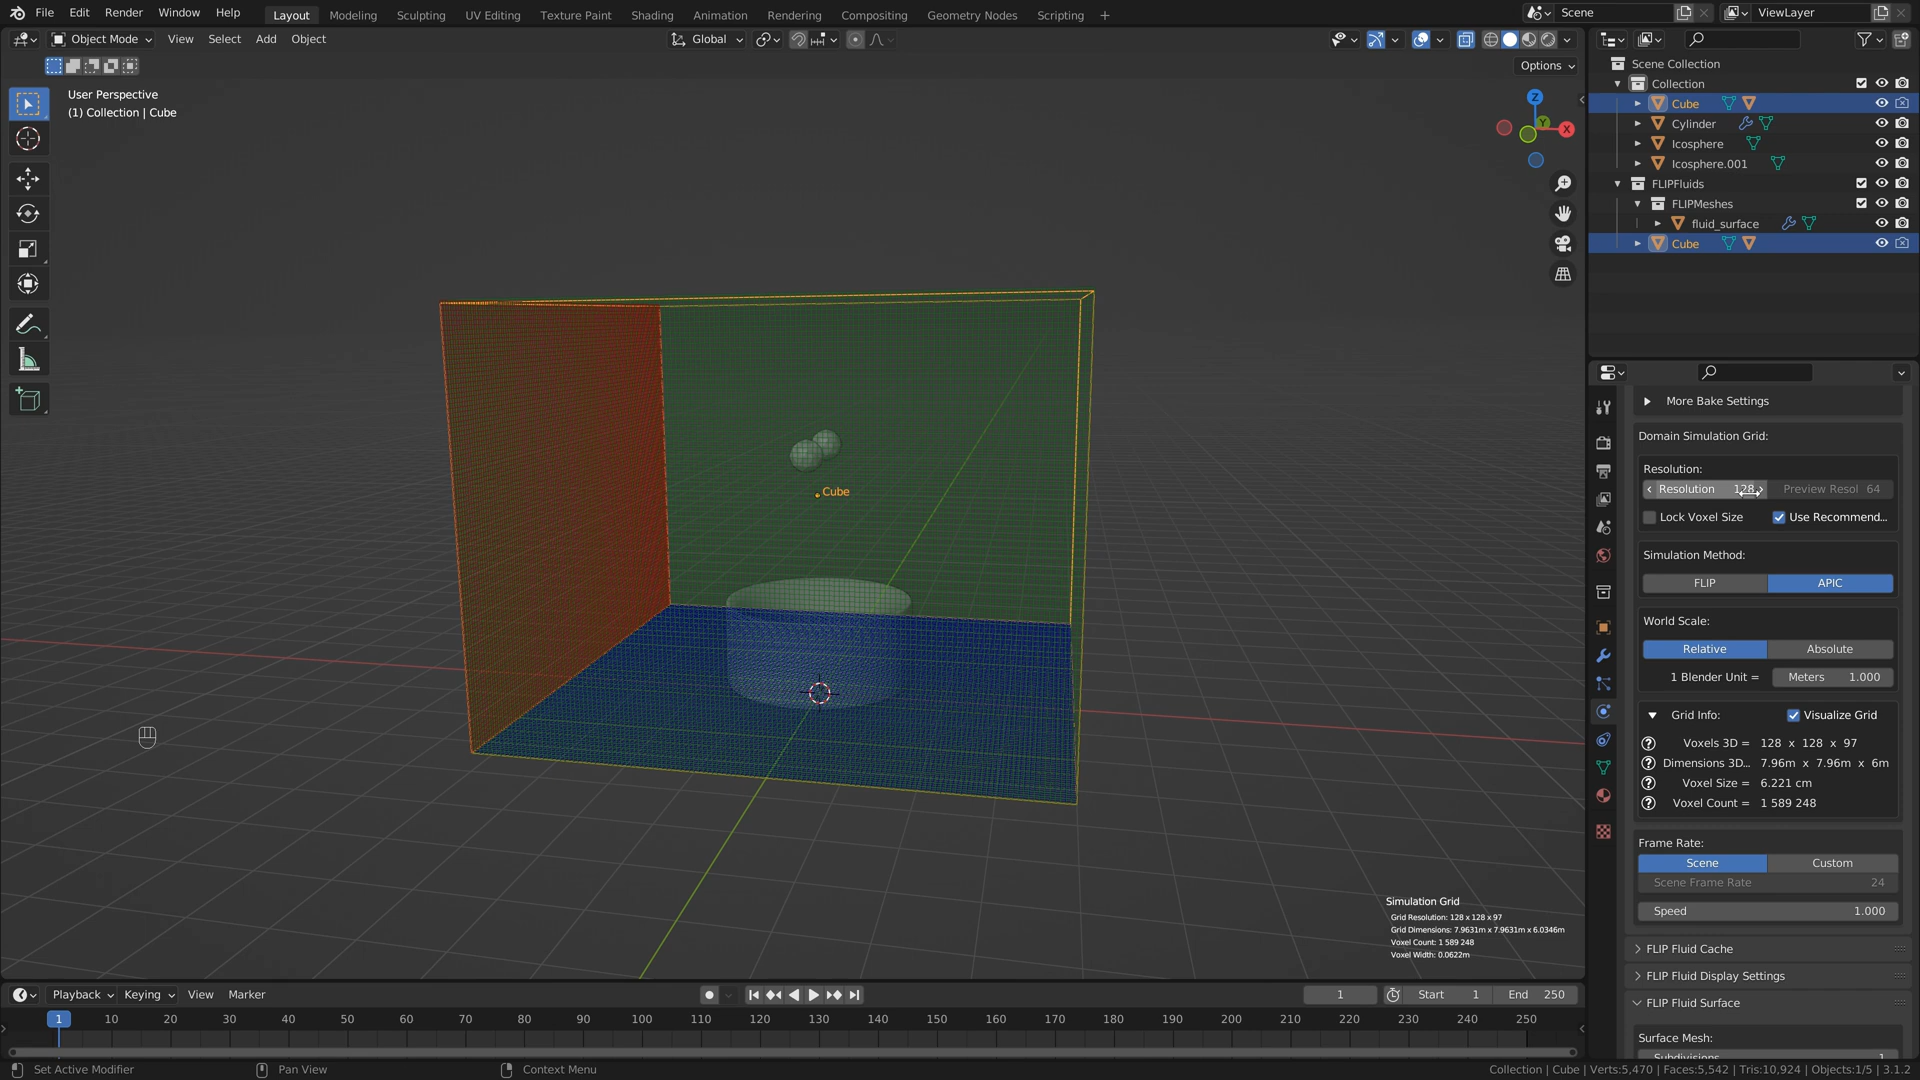 File Edit Render Window Help Layout Modeling Sculpting UV Editing Texture Paint Shading Animation Rendering Compositing Geometry Nodes Scripting + Scene ViewLayer
Object Mode View Select Add Object Global
Options
User Perspective
(1) Collection | Cube
Z
Y
X
Cube
Simulation Grid
Grid Resolution: 128 x 128 x 97
Grid Dimensions: 7.9631m x 7.9631m x 6.0346m
Voxel Count: 1 589 248
Voxel Width: 0.0622m
Scene Collection
Collection
Cube
Cylinder
Icosphere
Icosphere.001
FLIPFluids
FLIPMeshes
fluid_surface
Cube
More Bake Settings
Domain Simulation Grid:
Resolution:
Resolution 128 Preview Resol 64
Lock Voxel Size Use Recommend...
Simulation Method:
FLIP APIC
World Scale:
Relative Absolute
1 Blender Unit = Meters 1.000
Grid Info: Visualize Grid
Voxels 3D = 128 x 128 x 97
Dimensions 3D... 7.96m x 7.96m x 6m
Voxel Size = 6.221 cm
Voxel Count = 1 589 248
Frame Rate:
Scene Custom
Scene Frame Rate 24
Speed 1.000
FLIP Fluid Cache
FLIP Fluid Display Settings
FLIP Fluid Surface
Surface Mesh:
Subdivisions 1
Playback Keying View Marker 1 Start 1 End 250
1 10 20 30 40 50 60 70 80 90 100 110 120 130 140 150 160 170 180 190 200 210 220 230 240 250
Set Active Modifier Pan View Context Menu Collection | Cube | Verts:5,470 | Faces:5,542 | Tris:10,924 | Objects:1/5 | 3.1.2